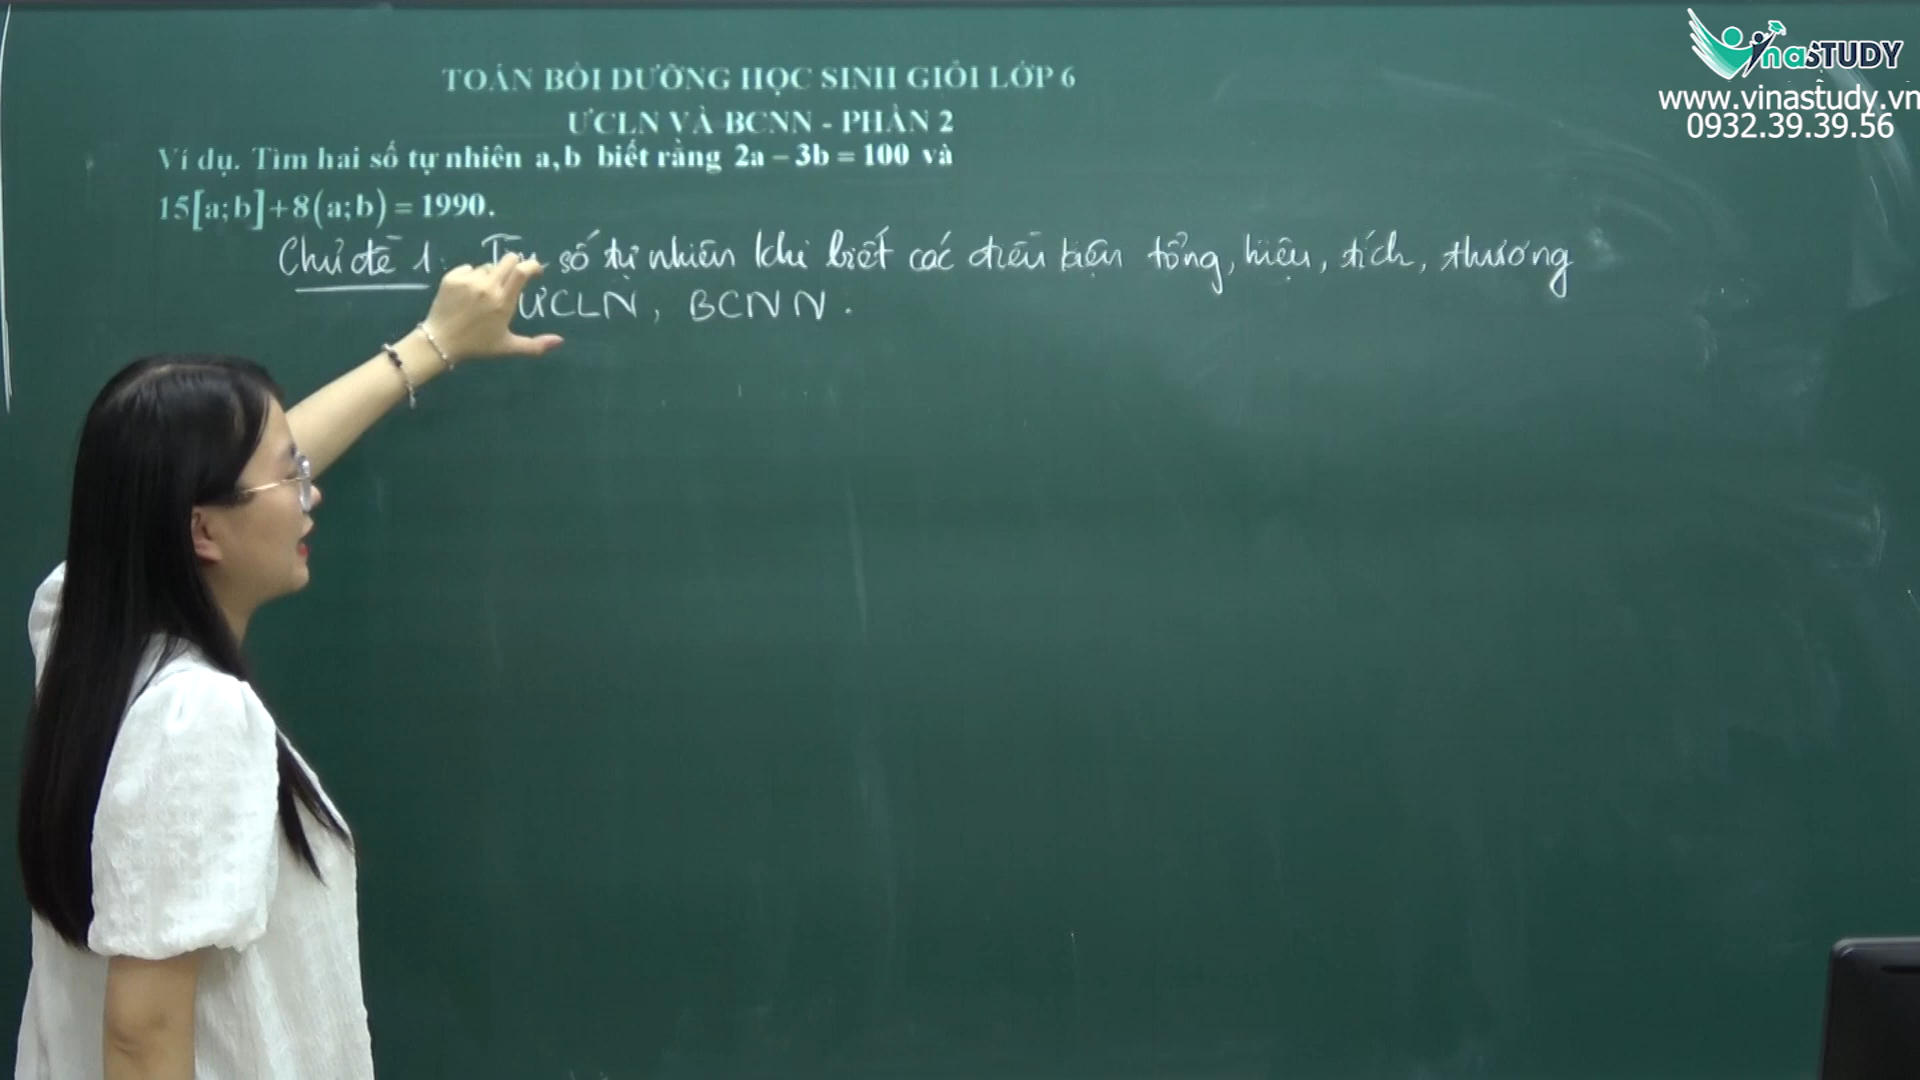 VinaSTUDY
www.vinastudy.vn
0932.39.39.56
TOÁN BỒI DƯỠNG HỌC SINH GIỎI LỚP 6
ƯCLN VÀ BCNN - PHẦN 2
Ví dụ. Tìm hai số tự nhiên a,b biết rằng 2a – 3b = 100 và
15[a;b]+8(a;b) = 1990.
Chủ đề 1: Tìm số tự nhiên khi biết các điều kiện tổng, hiệu, tích, thương
ƯCLN, BCNN.